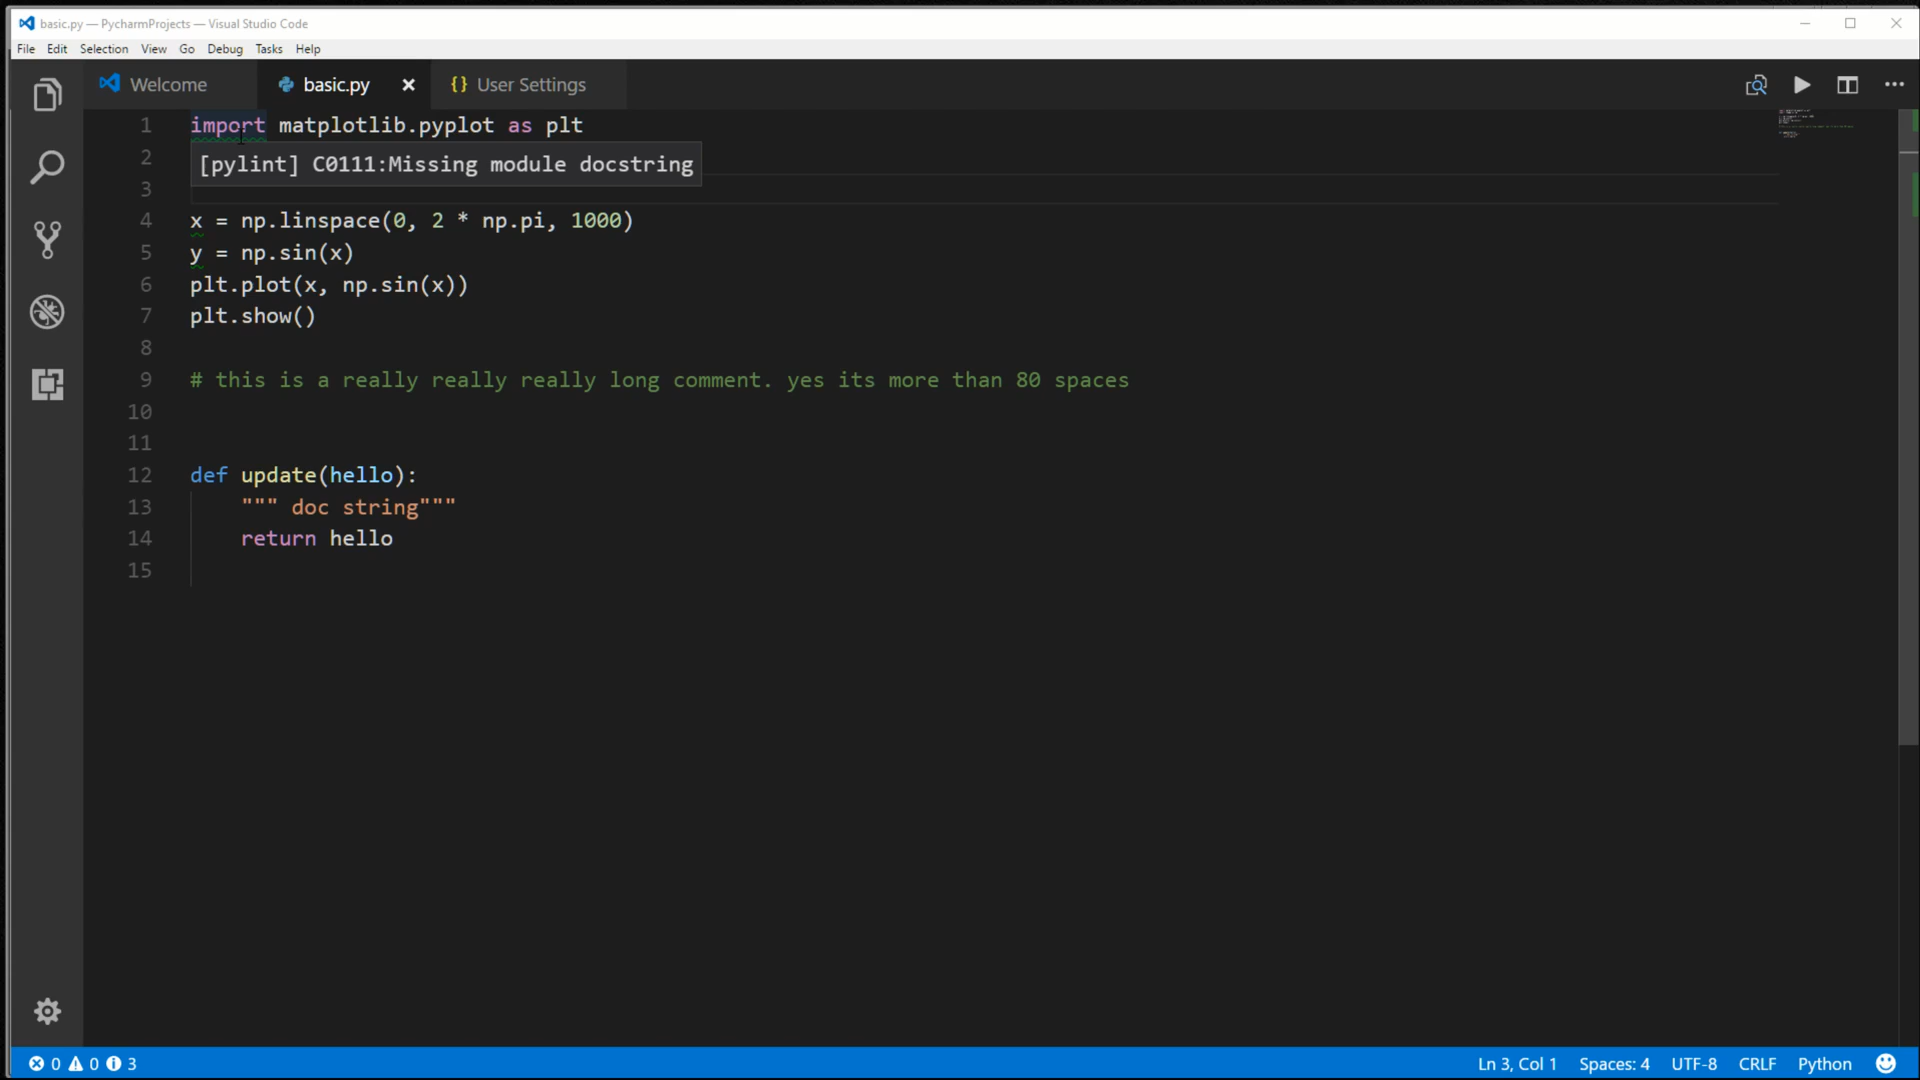 basic.py — PycharmProjects — Visual Studio Code
File Edit Selection View Go Debug Tasks Help
Welcome basic.py User Settings
1 import matplotlib.pyplot as plt
2
[pylint] C0111:Missing module docstring
3
4 x = np.linspace(0, 2 * np.pi, 1000)
5 y = np.sin(x)
6 plt.plot(x, np.sin(x))
7 plt.show()
8
9 # this is a really really really long comment. yes its more than 80 spaces
10
11
12 def update(hello):
13 """ doc string"""
14 return hello
15
0 0 3 Ln 3, Col 1 Spaces: 4 UTF-8 CRLF Python